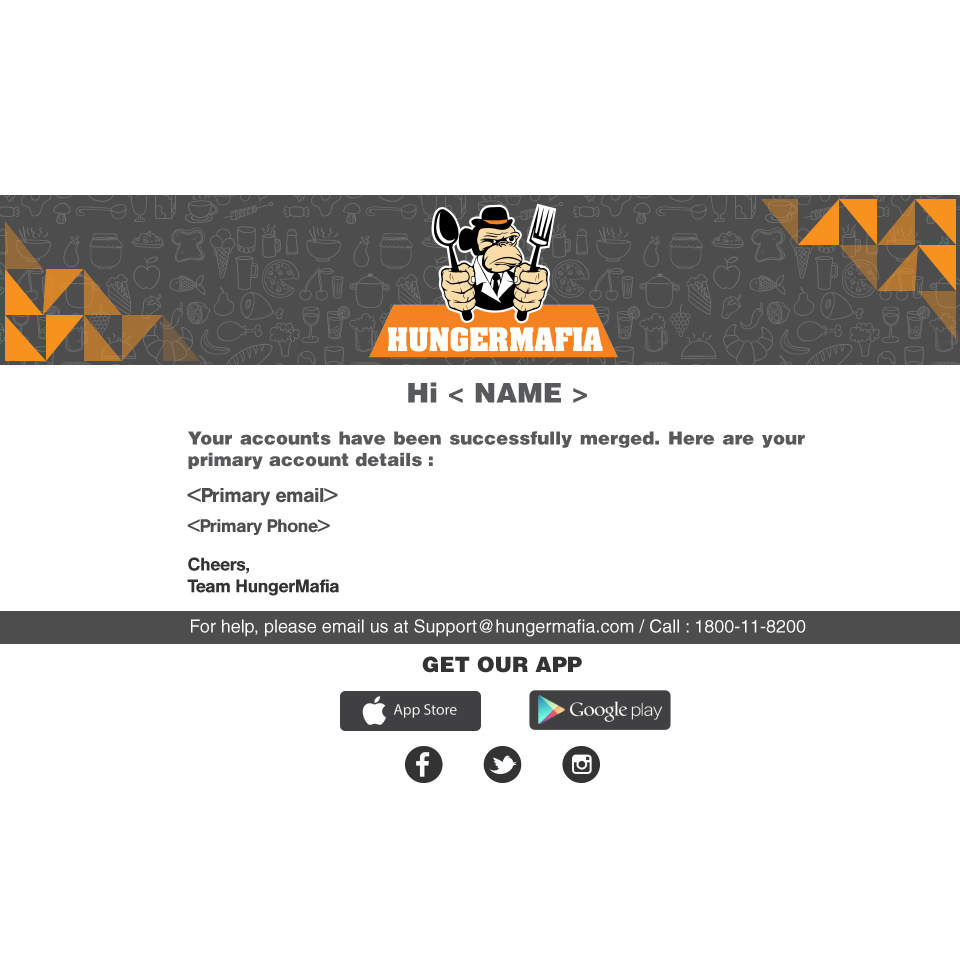 HUNGERMAFIA
Hi < NAME >
Your accounts have been successfully merged. Here are your
primary account details :
<Primary email>
<Primary Phone>
Cheers,
Team HungerMafia
For help, please email us at Support@hungermafia.com / Call : 1800-11-8200
GET OUR APP
App Store
Google play